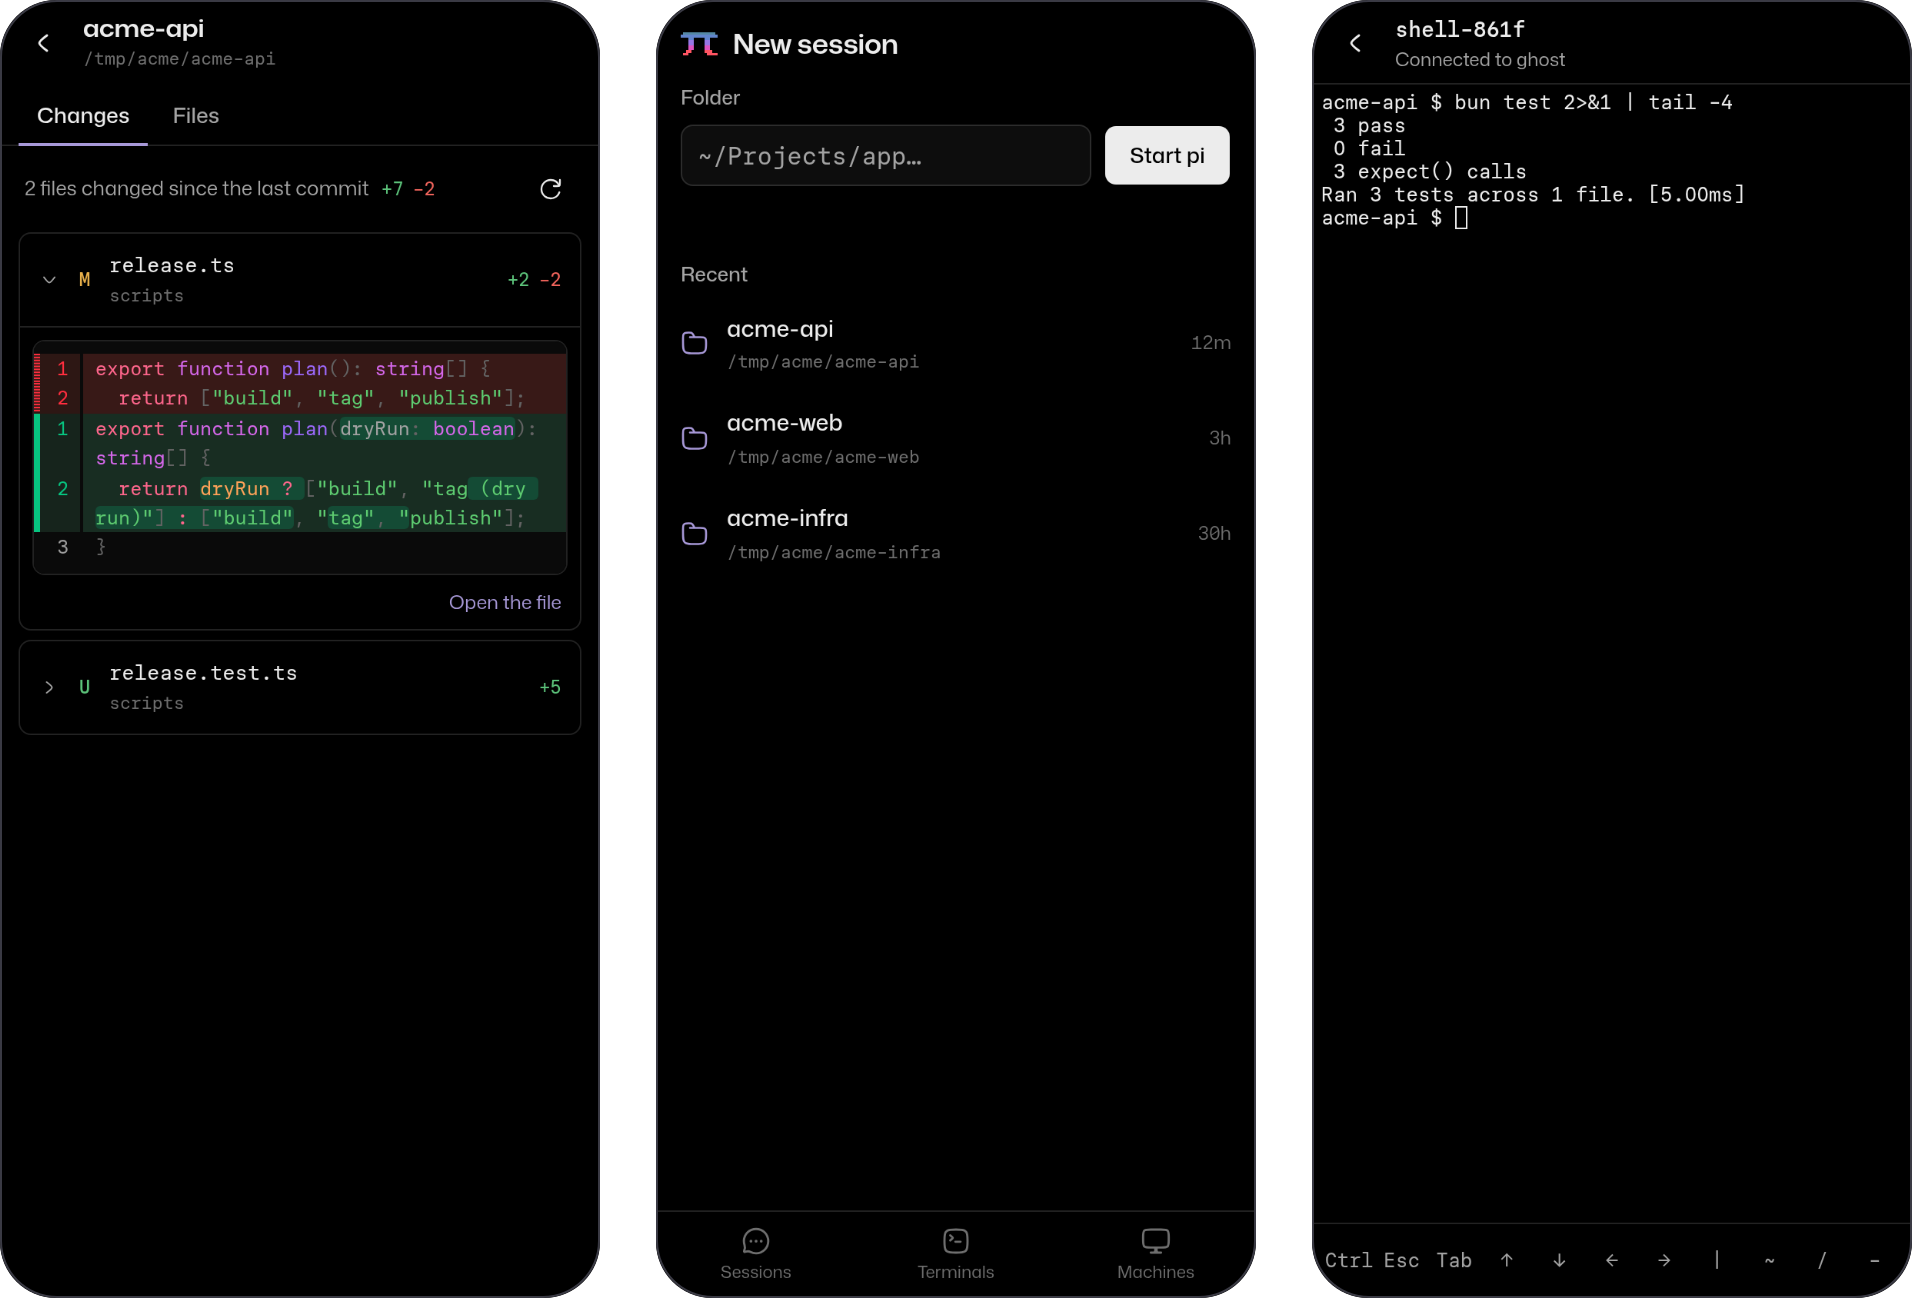 acme-api
/tmp/acme/acme-api
Changes Files
2 files changed since the last commit +7 -2
M release.ts +2 -2
scripts
1 export function plan(): string[] {
2 return ["build", "tag", "publish"];
1 export function plan(dryRun: boolean):
string[] {
2 return dryRun ? ["build", "tag (dry
run)"] : ["build", "tag", "publish"];
3 }
Open the file
U release.test.ts +5
scripts
New session
Folder
~/Projects/app…
Start pi
Recent
acme-api 12m
/tmp/acme/acme-api
acme-web 3h
/tmp/acme/acme-web
acme-infra 30h
/tmp/acme/acme-infra
Sessions Terminals Machines
shell-861f
Connected to ghost
acme-api $ bun test 2>&1 | tail -4
3 pass
0 fail
3 expect() calls
Ran 3 tests across 1 file. [5.00ms]
acme-api $
Ctrl Esc Tab ↑ ↓ ← → | ~ / -